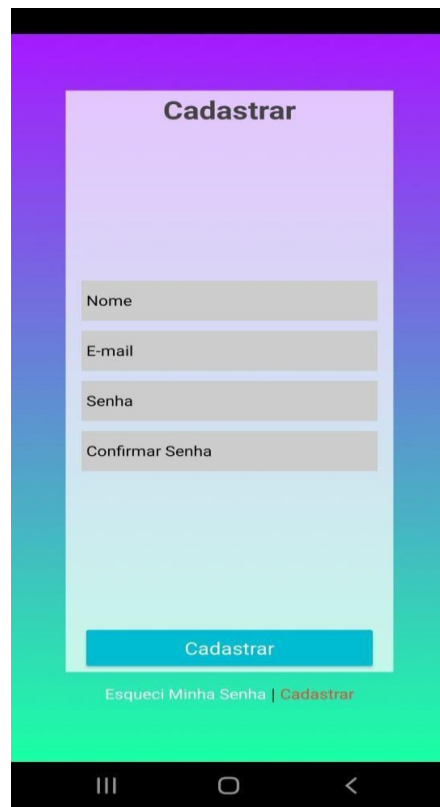 Cadastrar
Nome
E-mail
Senha
Confirmar Senha
Cadastrar
Esqueci Minha Senha | Cadastrar